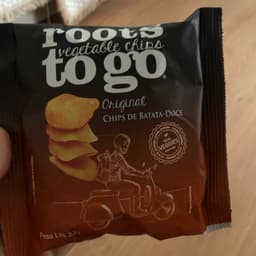 roots
vegetable chips
to go
Original
CHIPS DE BATATA-DOCE